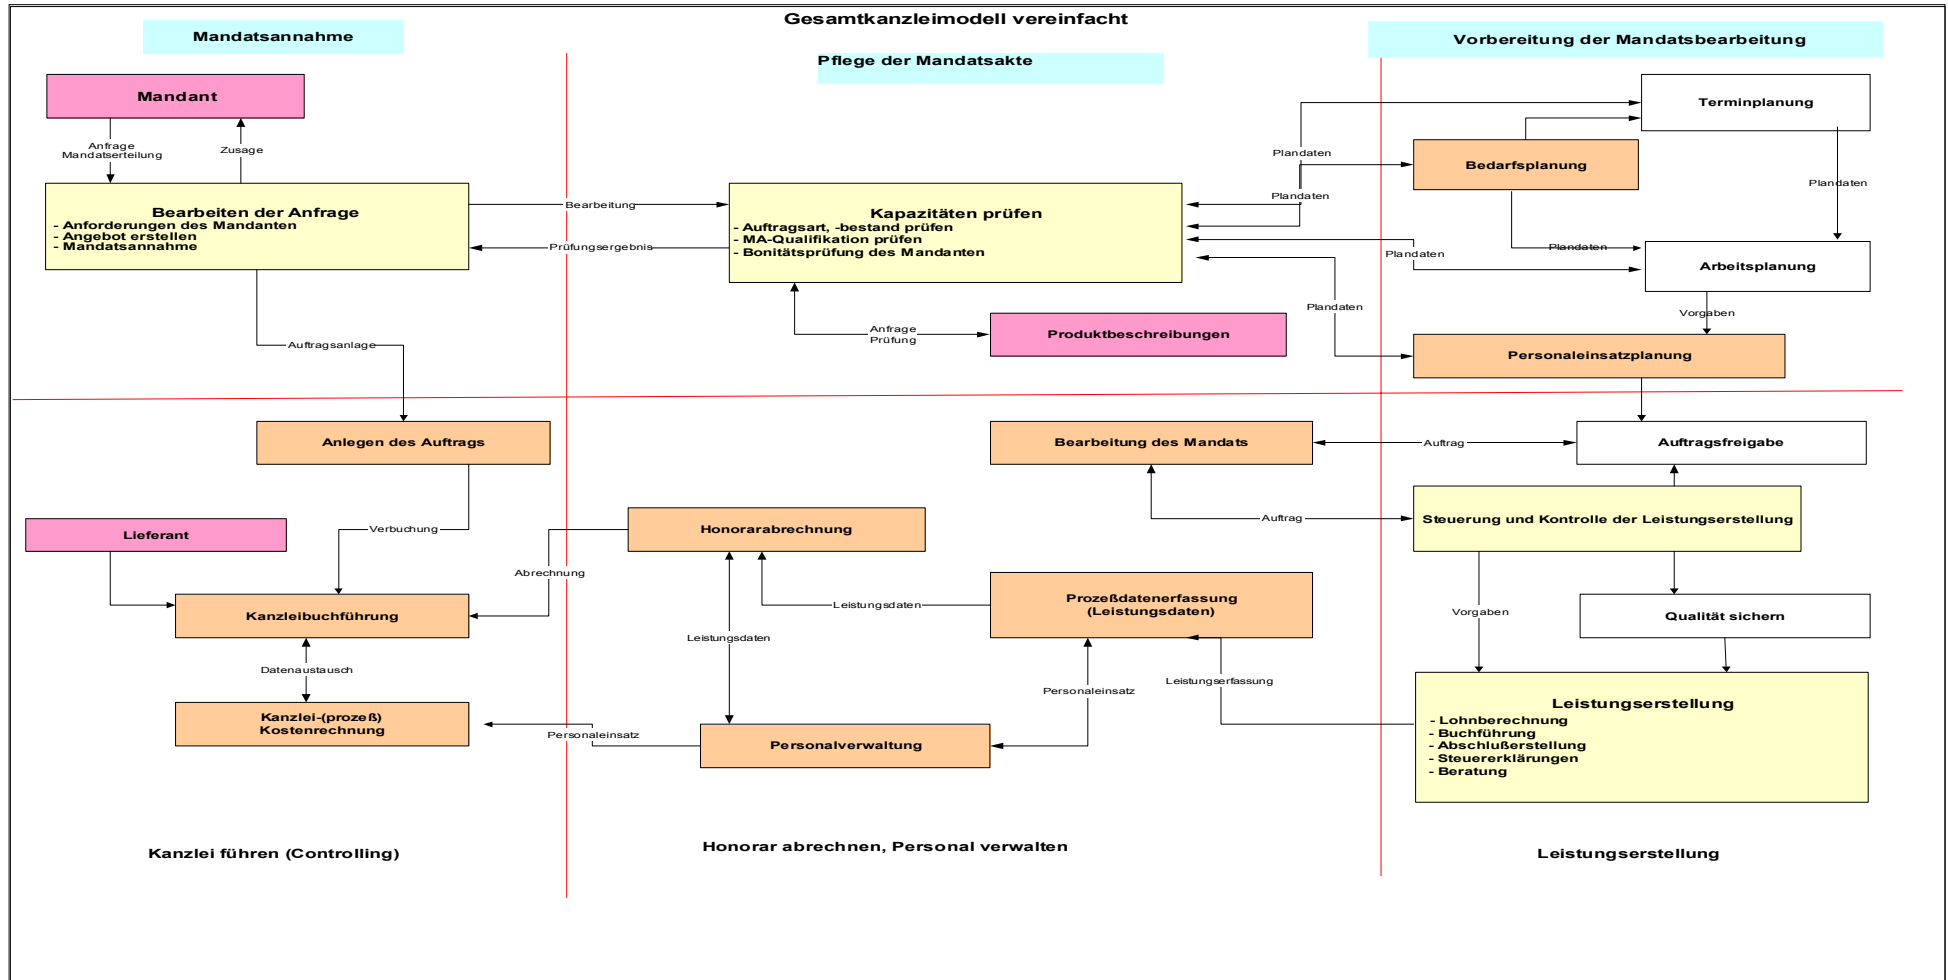 Gesamtkanzleimodell vereinfacht
Mandatsannahme
Pflege der Mandatsakte
Vorbereitung der Mandatsbearbeitung
Mandant
Anfrage
Mandatserteilung
Zusage
Bearbeiten der Anfrage
- Anforderungen des Mandanten
- Angebot erstellen
- Mandatsannahme
Bearbeitung
Prüfungsergebnis
Kapazitäten prüfen
- Auftragsart, -bestand prüfen
- MA-Qualifikation prüfen
- Bonitätsprüfung des Mandanten
Anfrage
Prüfung
Produktbeschreibungen
Plandaten
Plandaten
Plandaten
Plandaten
Terminplanung
Bedarfsplanung
Plandaten
Plandaten
Arbeitsplanung
Vorgaben
Personaleinsatzplanung
Auftragsanlage
Anlegen des Auftrags
Bearbeitung des Mandats
Auftrag
Auftragsfreigabe
Lieferant
Verbuchung
Honorarabrechnung
Auftrag
Steuerung und Kontrolle der Leistungserstellung
Abrechnung
Kanzleibuchführung
Leistungsdaten
Prozeßdatenerfassung
(Leistungsdaten)
Vorgaben
Qualität sichern
Leistungsdaten
Datenaustausch
Personaleinsatz
Leistungserfassung
Kanzlei-(prozeß)
Kostenrechnung
Personaleinsatz
Personalverwaltung
Leistungserstellung
- Lohnberechnung
- Buchführung
- Abschlußerstellung
- Steuererklärungen
- Beratung
Kanzlei führen (Controlling)
Honorar abrechnen, Personal verwalten
Leistungserstellung